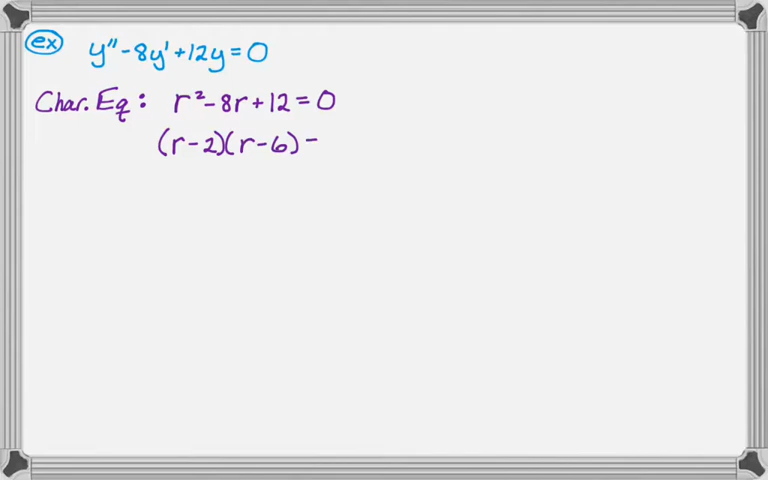 ex y'' - 8y' + 12y = 0
Char. Eq: r² - 8r + 12 = 0
(r - 2)(r - 6) -